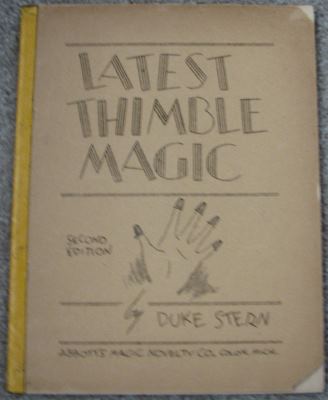 LATEST
THIMBLE
MAGIC
SECOND
EDITION
by
DUKE STERN
ABBOTT'S MAGIC NOVELTY CO. COLON, MICH.